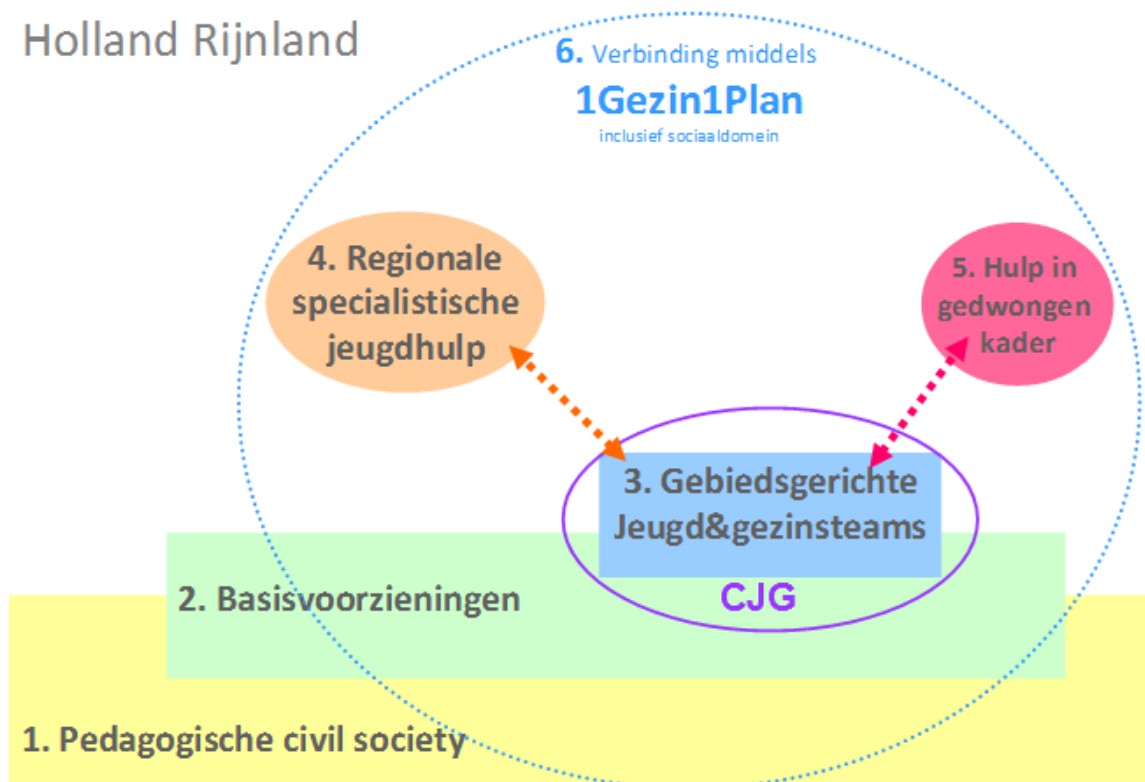 Holland Rijnland
6. Verbinding middels
1Gezin1Plan
inclusief sociaaldomein
4. Regionale
specialistische
jeugdhulp
5. Hulp in
gedwongen
kader
3. Gebiedsgerichte
Jeugd&gezinsteams
CJG
2. Basisvoorzieningen
1. Pedagogische civil society